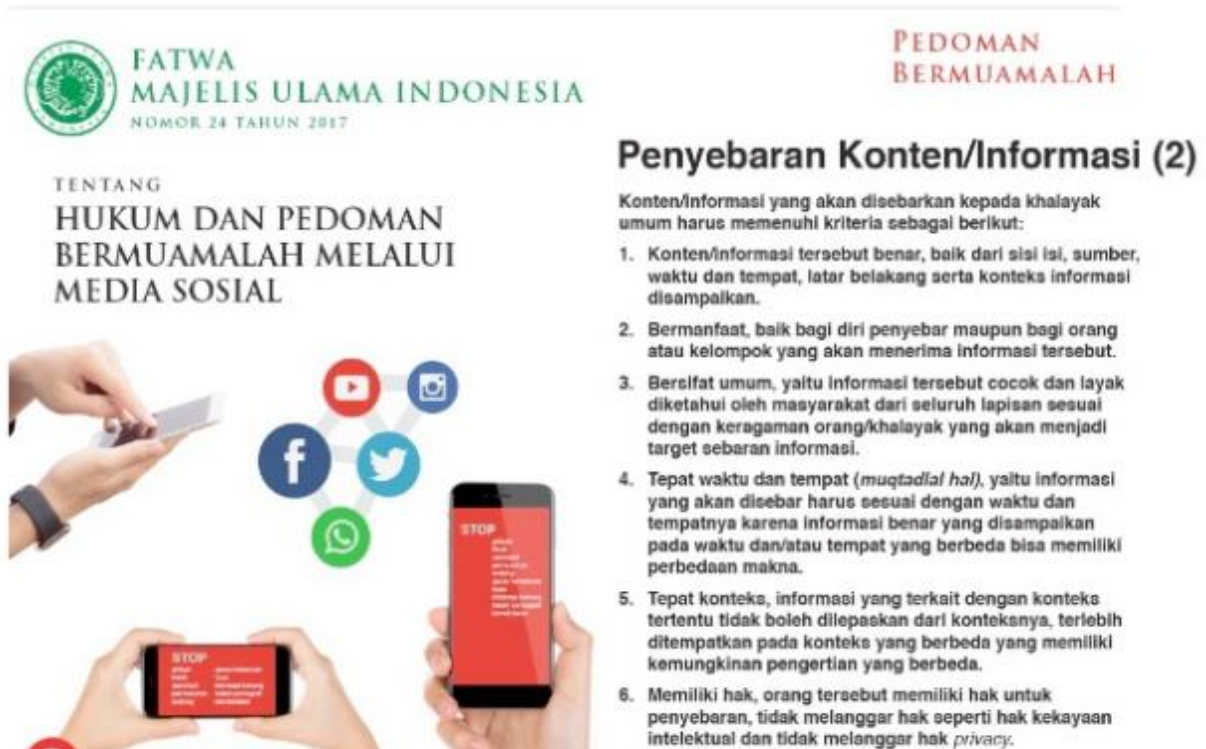 FATWA
MAJELIS ULAMA INDONESIA
NOMOR 24 TAHUN 2017
TENTANG
HUKUM DAN PEDOMAN
BERMUAMALAH MELALUI
MEDIA SOSIAL
STOP
STOP
PEDOMAN
BERMUAMALAH
Penyebaran Konten/Informasi (2)
Konten/Informasi yang akan disebarkan kepada khalayak
umum harus memenuhi kriteria sebagai berikut:
1. Konten/Informasi tersebut benar, baik dari sisi isi, sumber,
waktu dan tempat, latar belakang serta konteks informasi
disampaikan.
2. Bermanfaat, baik bagi diri penyebar maupun bagi orang
atau kelompok yang akan menerima informasi tersebut.
3. Bersifat umum, yaitu informasi tersebut cocok dan layak
diketahui oleh masyarakat dari seluruh lapisan sesuai
dengan keragaman orang/khalayak yang akan menjadi
target sebaran informasi.
4. Tepat waktu dan tempat (muqtadlal hal), yaitu informasi
yang akan disebar harus sesuai dengan waktu dan
tempatnya karena informasi benar yang disampaikan
pada waktu dan/atau tempat yang berbeda bisa memiliki
perbedaan makna.
5. Tepat konteks, informasi yang terkait dengan konteks
tertentu tidak boleh dilepaskan dari konteksnya, terlebih
ditempatkan pada konteks yang berbeda yang memiliki
kemungkinan pengertian yang berbeda.
6. Memiliki hak, orang tersebut memiliki hak untuk
penyebaran, tidak melanggar hak seperti hak kekayaan
intelektual dan tidak melanggar hak privacy.